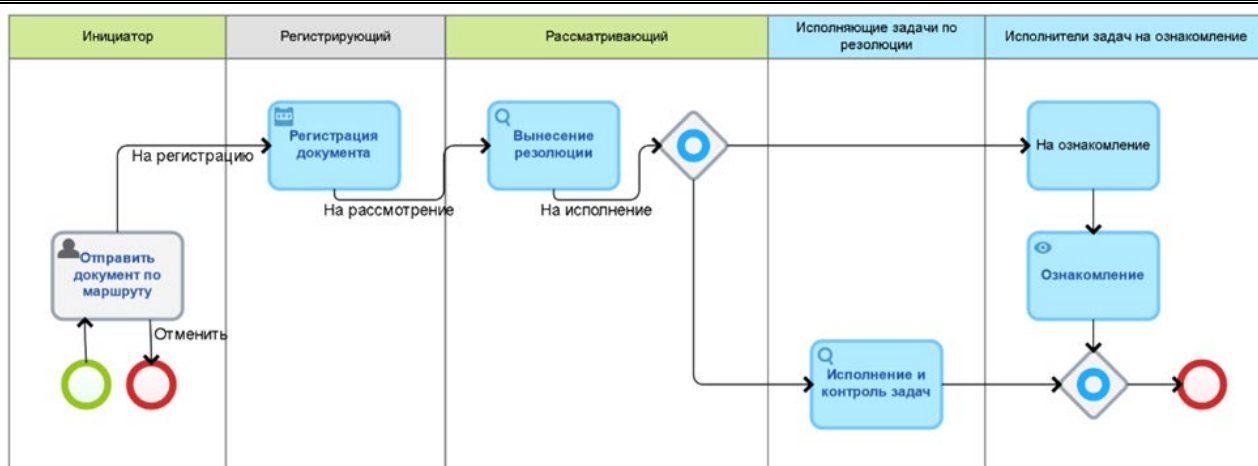 Инициатор
Регистрирующий
Рассматривающий
Исполняющие задачи по
резолюции
Исполнители задач на ознакомление
Регистрация
документа
Вынесение
резолюции
На ознакомление
На регистрацию
На рассмотрение
На исполнение
Отправить
документ по
маршруту
Ознакомление
Отменить
Исполнение и
контроль задач